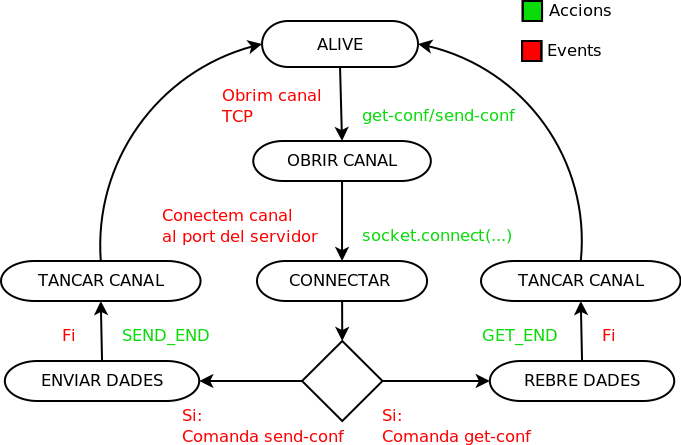 Accions
ALIVE
Events
Obrim canal
TCP
get-conf/send-conf
OBRIR CANAL
Conectem canal
al port del servidor
socket.connect(...)
TANCAR CANAL
CONNECTAR
TANCAR CANAL
Fi
SEND_END
GET_END
Fi
ENVIAR DADES
REBRE DADES
Si:
Comanda send-conf
Si:
Comanda get-conf